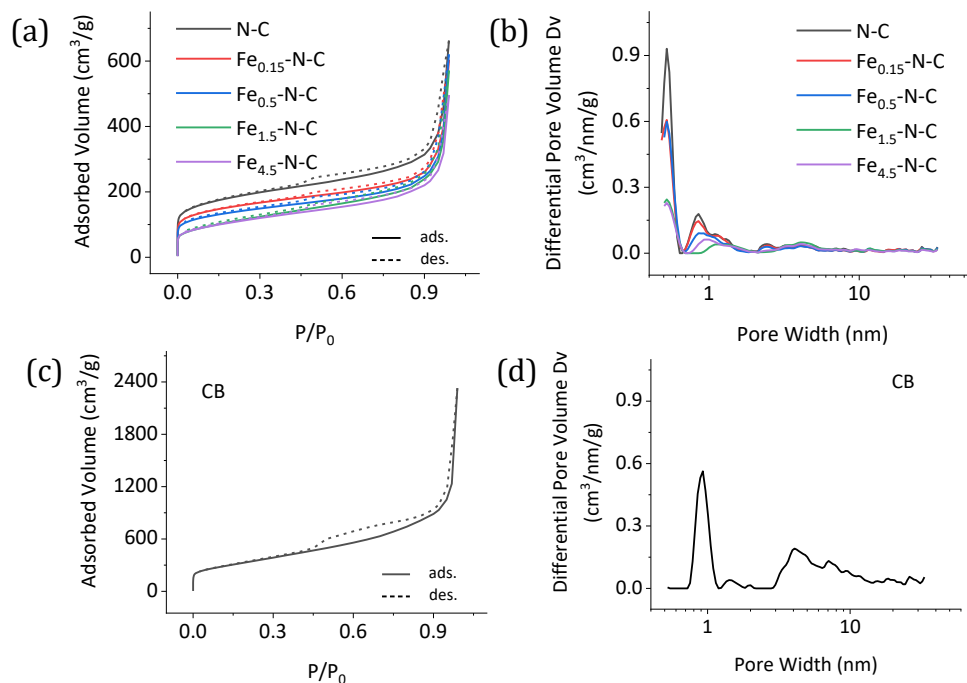 (a)
Adsorbed Volume (cm³/g)
600
400
200
0
N-C
Fe₀.₁₅-N-C
Fe₀.₅-N-C
Fe₁.₅-N-C
Fe₄.₅-N-C
ads.
des.
0.0 0.3 0.6 0.9
P/P₀
(b)
Differential Pore Volume Dv
(cm³/nm/g)
0.9
0.6
0.3
0.0
N-C
Fe₀.₁₅-N-C
Fe₀.₅-N-C
Fe₁.₅-N-C
Fe₄.₅-N-C
1 10
Pore Width (nm)
(c)
Adsorbed Volume (cm³/g)
2400
1800
1200
600
0
CB
ads.
des.
0.0 0.3 0.6 0.9
P/P₀
(d)
Differential Pore Volume Dv
(cm³/nm/g)
0.9
0.6
0.3
0.0
CB
1 10
Pore Width (nm)